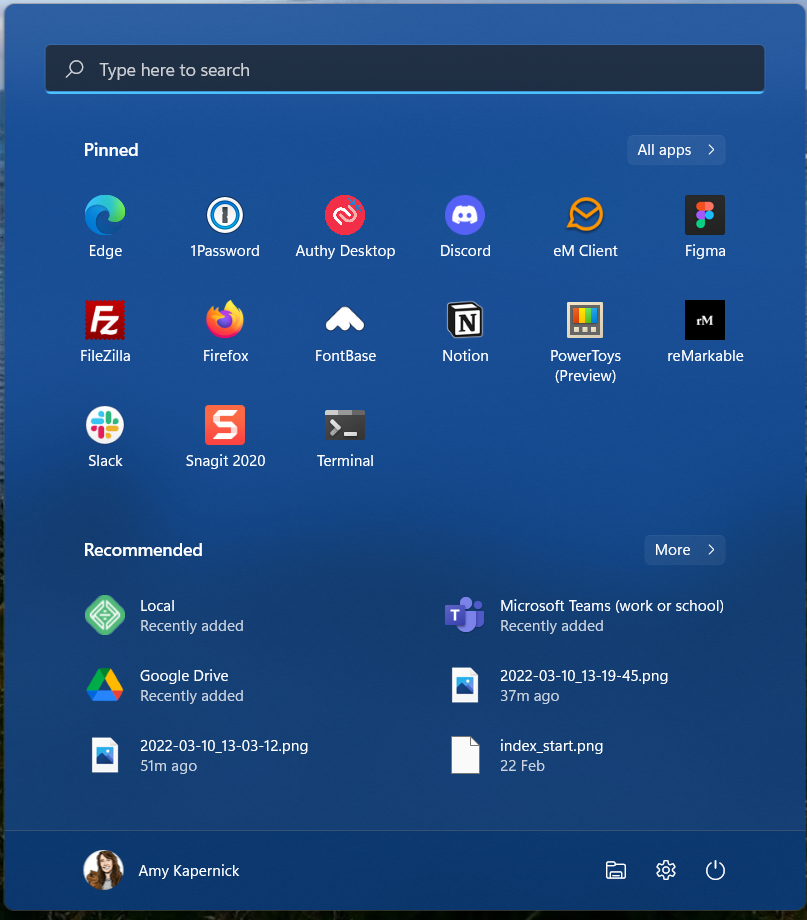 Type here to search
Pinned
All apps
Edge
1Password
Authy Desktop
Discord
eM Client
Figma
Fz
N
rM
FileZilla
Firefox
FontBase
Notion
PowerToys
(Preview)
reMarkable
S
Slack
Snagit 2020
Terminal
Recommended
More
Local
Recently added
T
Microsoft Teams (work or school)
Recently added
Google Drive
Recently added
2022-03-10_13-19-45.png
37m ago
2022-03-10_13-03-12.png
51m ago
index_start.png
22 Feb
Amy Kapernick